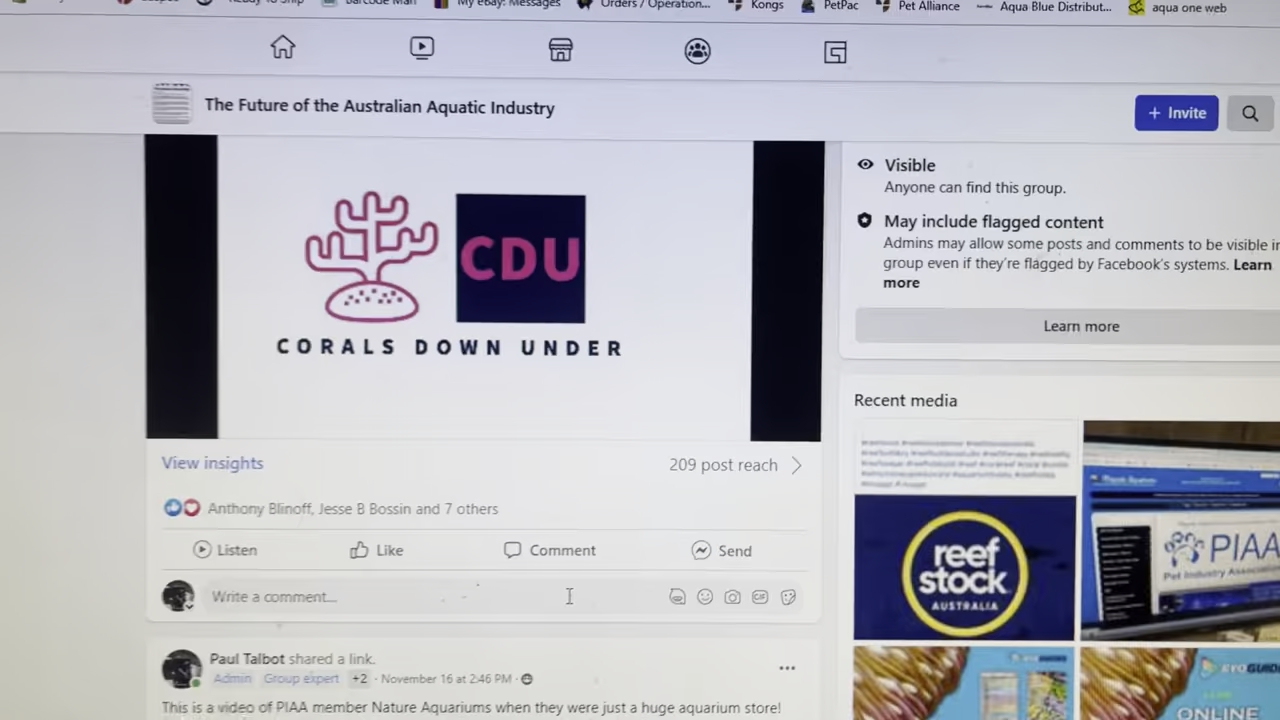 My eBay: Messages
Orders / Operation...
Kongs
PetPac
Pet Alliance
Aqua Blue Distribut...
aqua one web
The Future of the Australian Aquatic Industry
+ Invite
CDU
CORALS DOWN UNDER
View insights
209 post reach
Anthony Blinoff, Jesse B Bossin and 7 others
Listen
Like
Comment
Send
Write a comment...
GIF
Paul Talbot shared a link.
Admin Group expert +2 · November 16 at 2:46 PM ·
This is a video of PIAA member Nature Aquariums when they were just a huge aquarium store!
Visible
Anyone can find this group.
May include flagged content
Admins may allow some posts and comments to be visible in
group even if they're flagged by Facebook's systems. Learn
more
Learn more
Recent media
reef
stock
AUSTRALIA
PIAA
Pet Industry
ONLINE